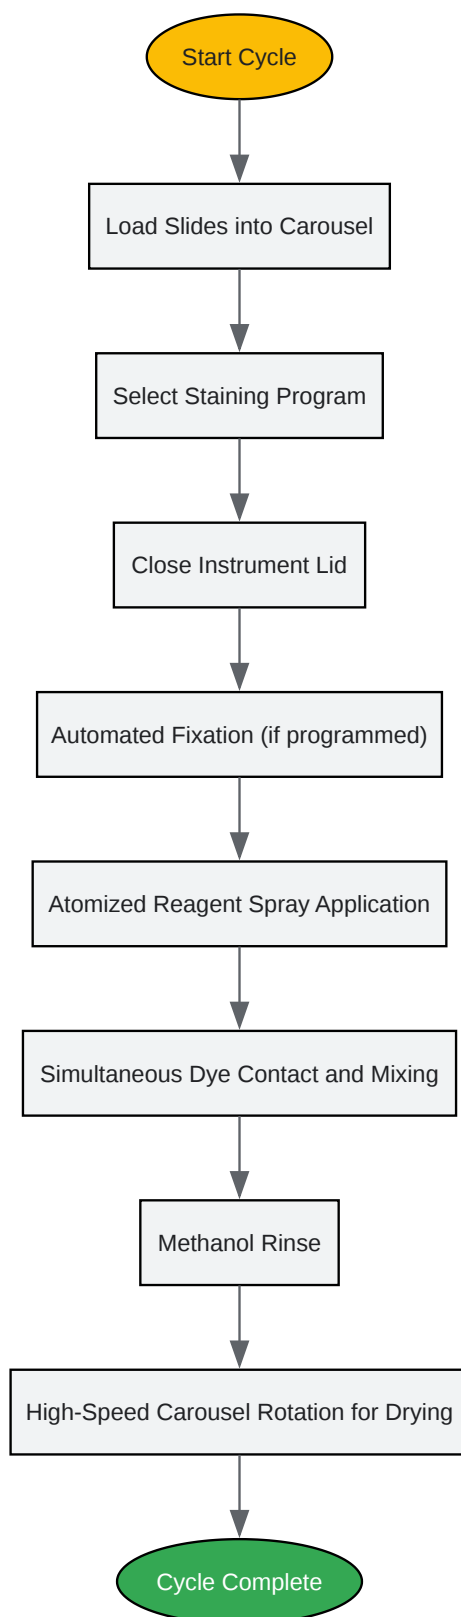 Start Cycle
Load Slides into Carousel
Select Staining Program
Close Instrument Lid
Automated Fixation (if programmed)
Atomized Reagent Spray Application
Simultaneous Dye Contact and Mixing
Methanol Rinse
High-Speed Carousel Rotation for Drying
Cycle Complete